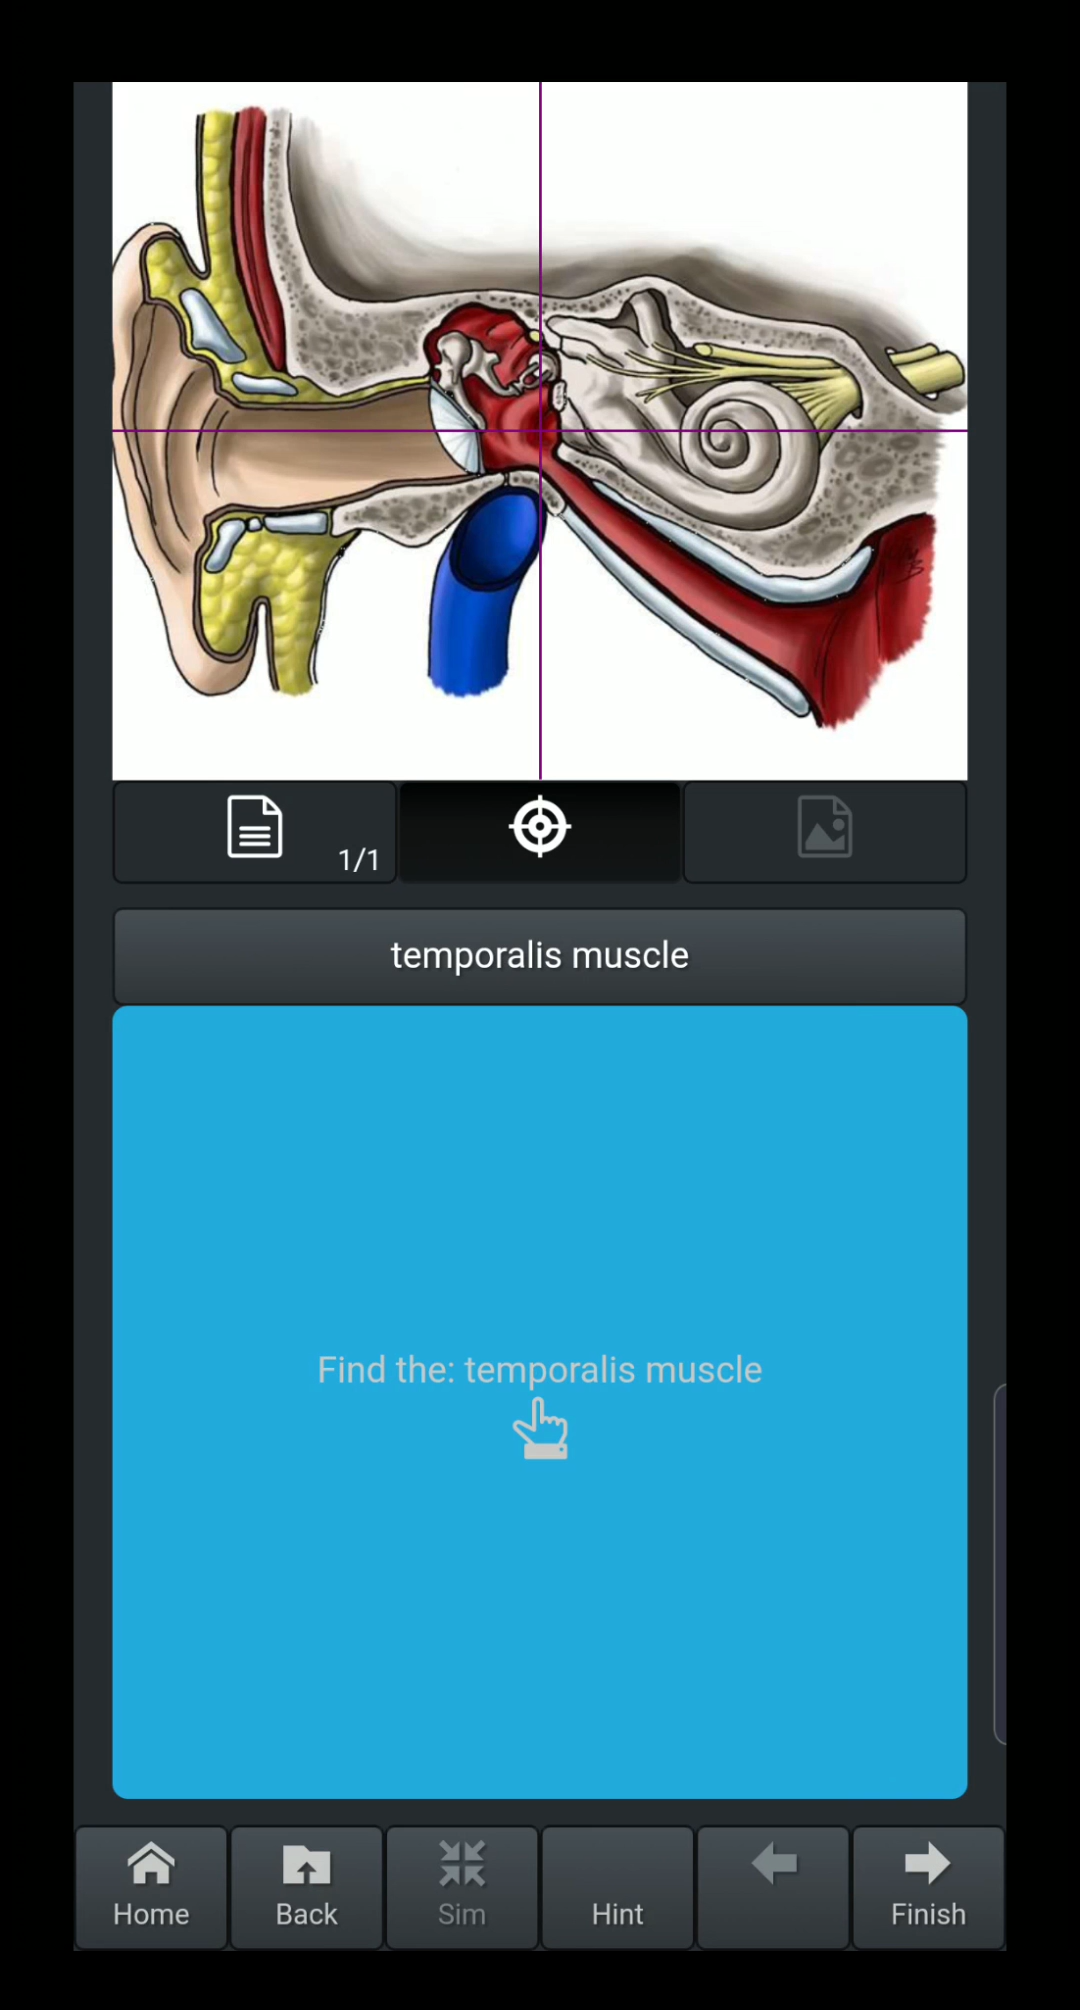 1/1
temporalis muscle
Find the: temporalis muscle
Home
Back
Sim
Hint
Finish